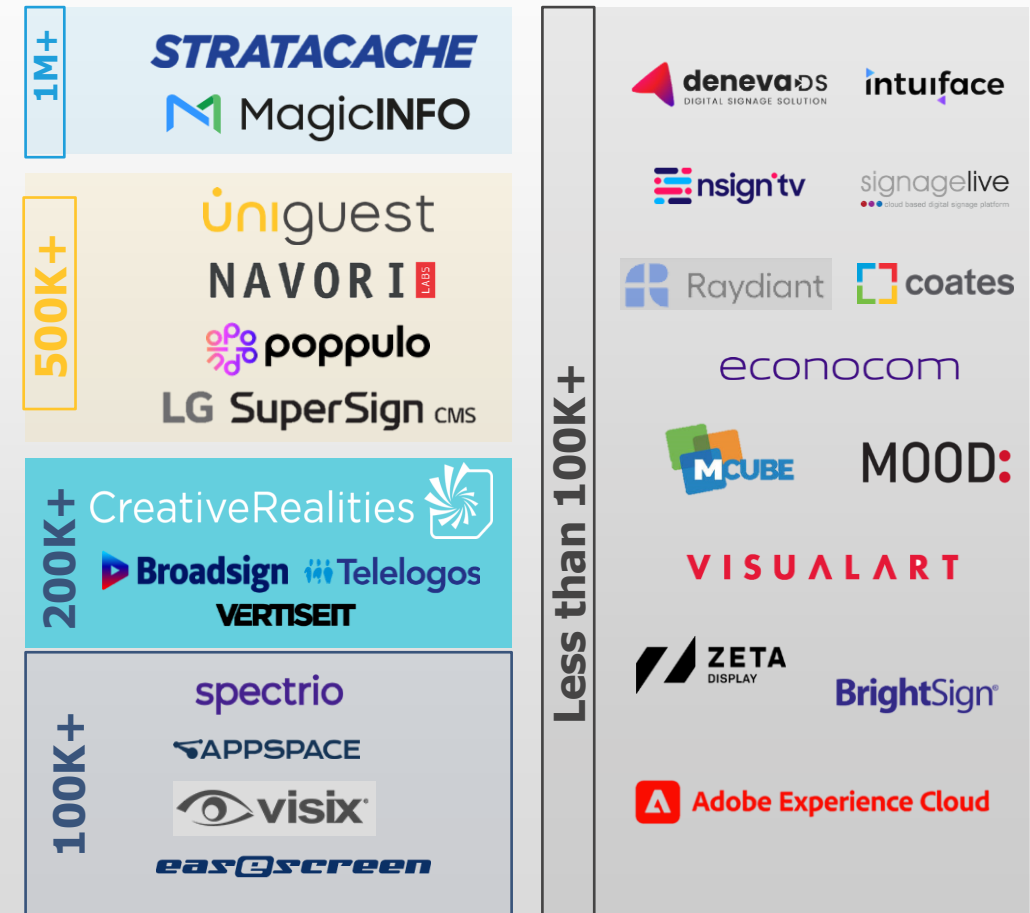 1M+
STRATACACHE
MagicINFO
500K+
uniguest
NAVORI LABS
poppulo
LG SuperSign CMS
200K+
CreativeRealities
Broadsign Telelogos
VERTISEIT
100K+
spectrio
APPSPACE
visix®
easescreen
Less than 100K+
deneva DS intuiface
DIGITAL SIGNAGE SOLUTION
nsign.tv signagelive
cloud based digital signage platform
Raydiant coates
econocom
MCUBE MOOD:
VISUALART
ZETA
DISPLAY
BrightSign®
Adobe Experience Cloud